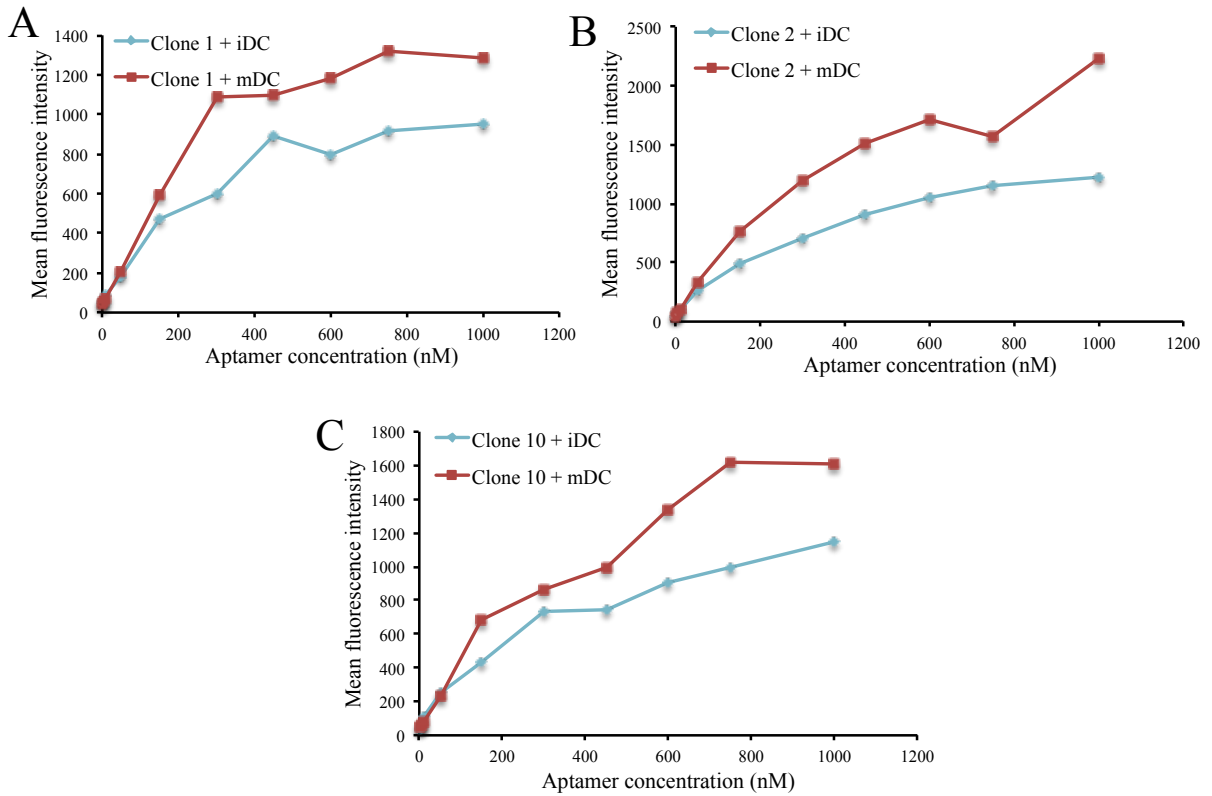 A
Clone 1 + iDC
Clone 1 + mDC
Mean fluorescence intensity
1400
1200
1000
800
600
400
200
0
0 200 400 600 800 1000 1200
Aptamer concentration (nM)
B
Clone 2 + iDC
Clone 2 + mDC
Mean fluorescence intensity
2500
2000
1500
1000
500
0
0 200 400 600 800 1000 1200
Aptamer concentration (nM)
C
Clone 10 + iDC
Clone 10 + mDC
Mean fluorescence intensity
1800
1600
1400
1200
1000
800
600
400
200
0
0 200 400 600 800 1000 1200
Aptamer concentration (nM)